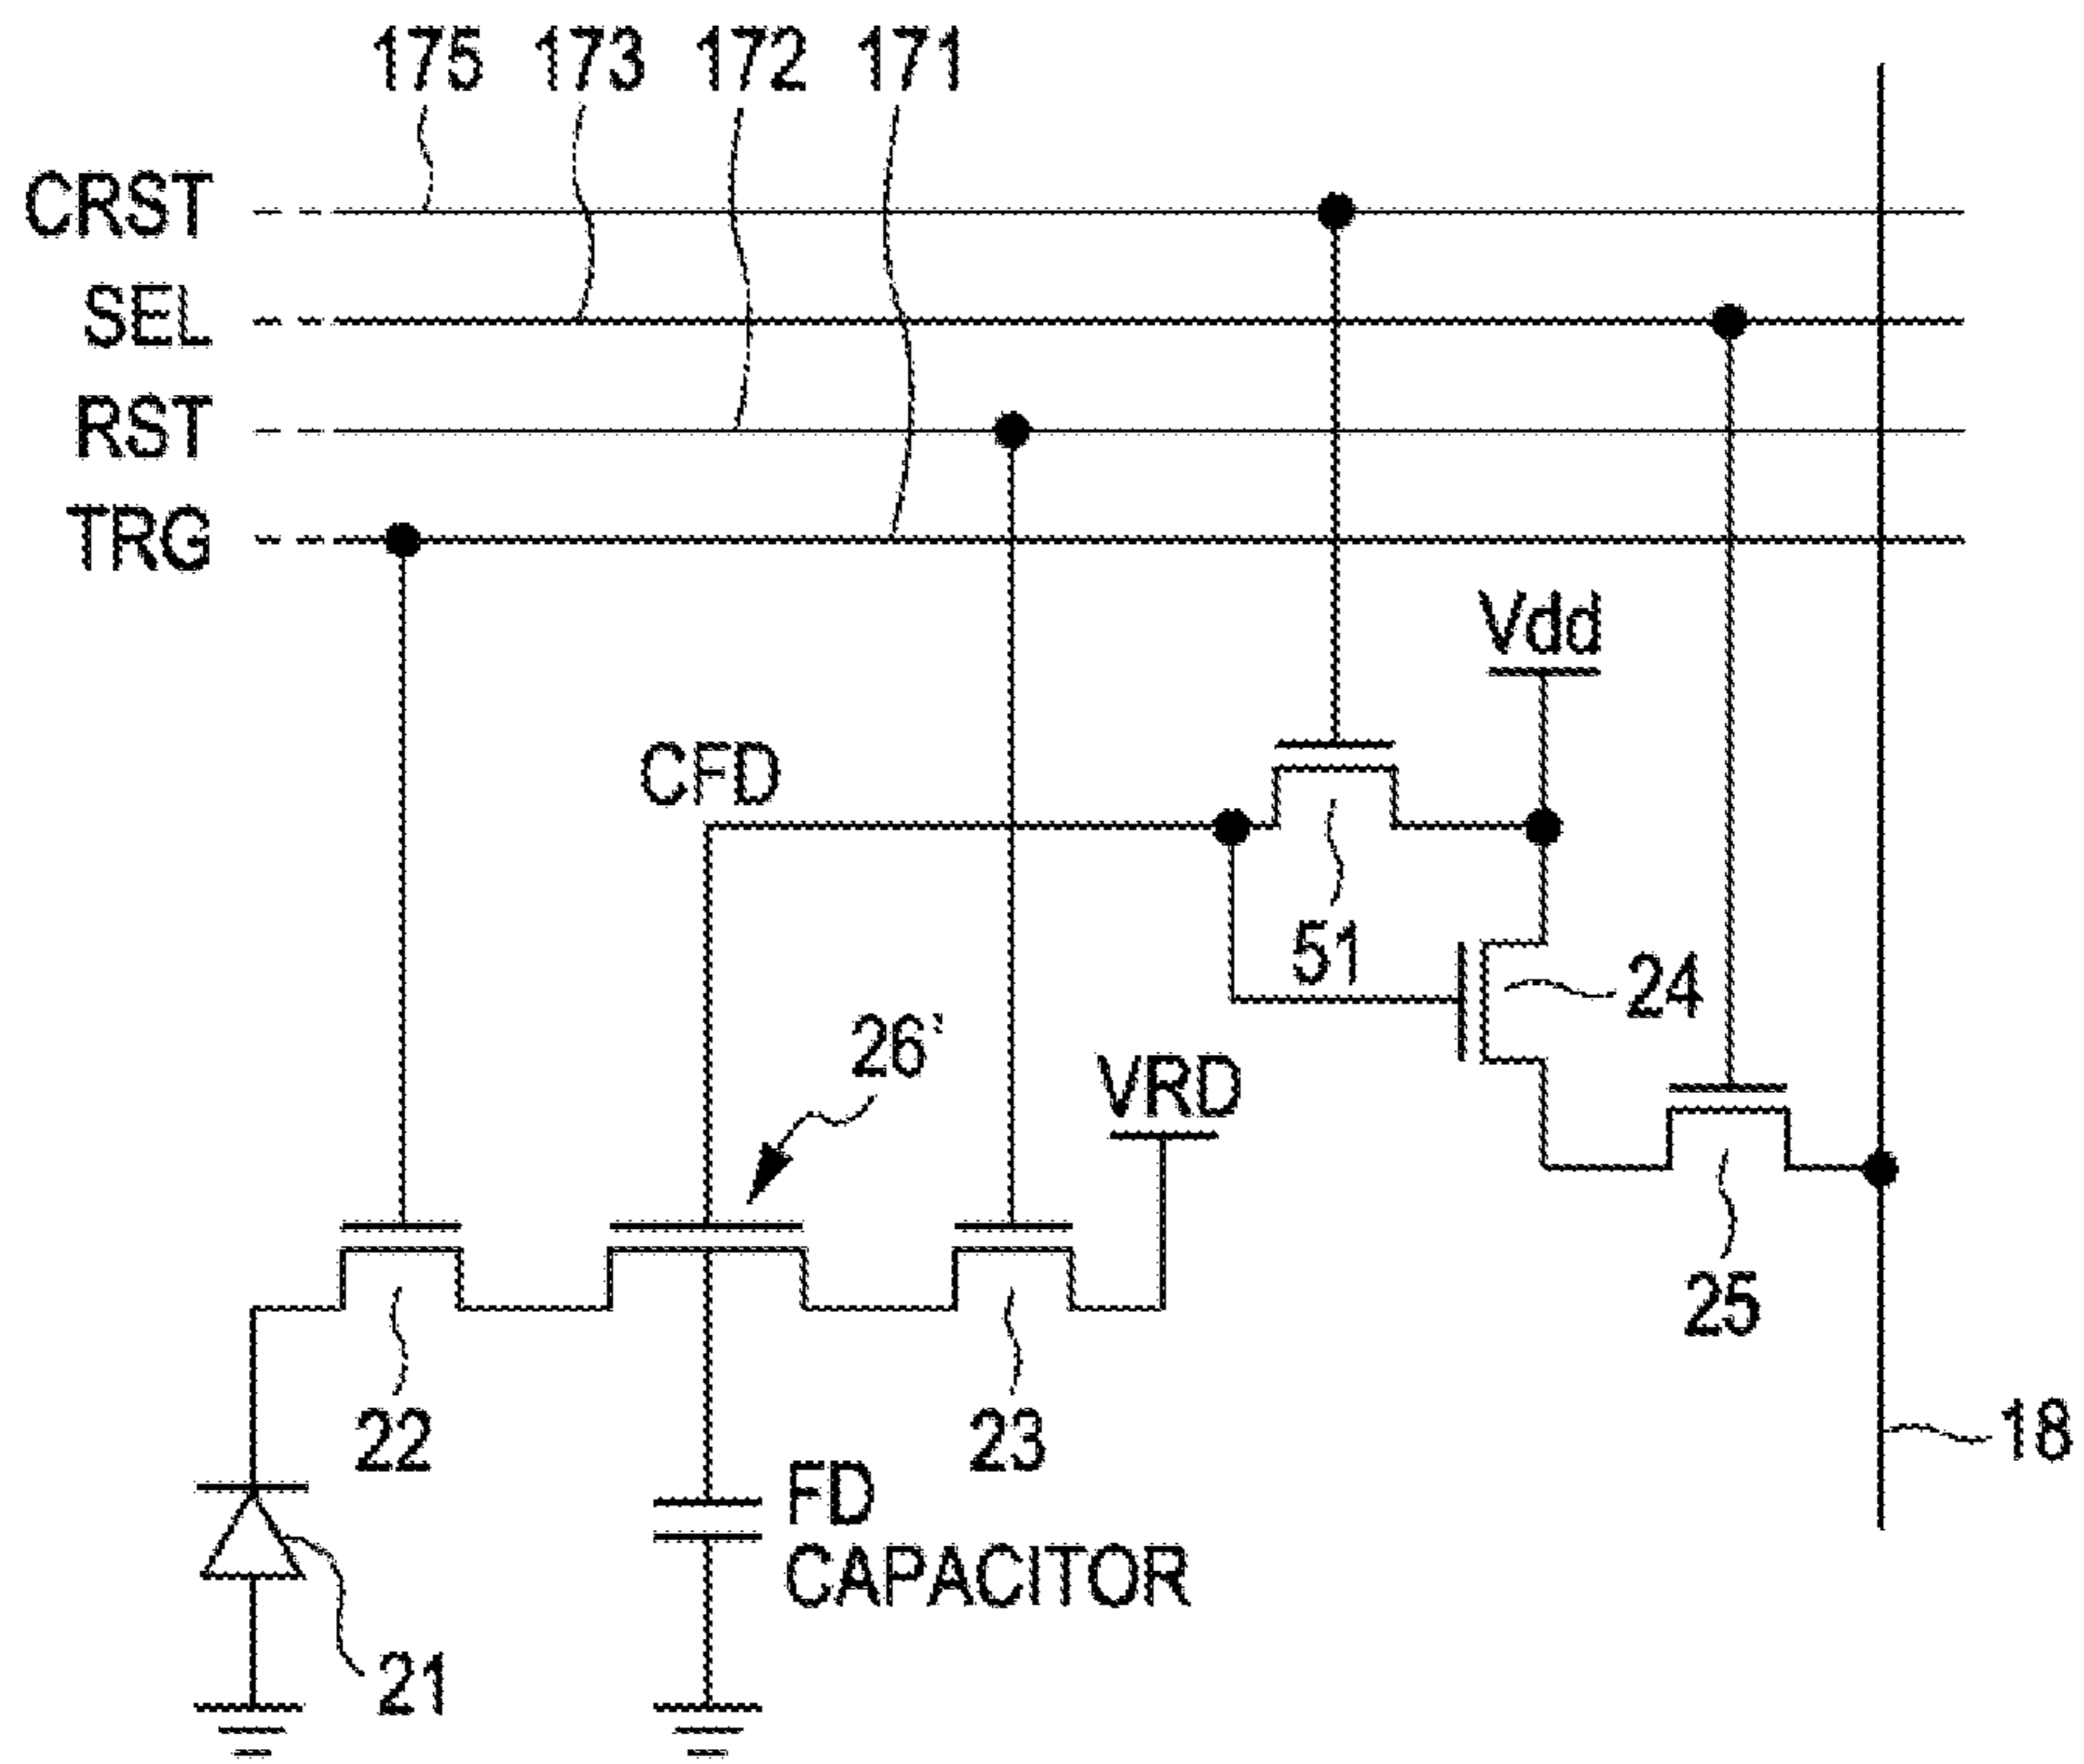 175 173 172 171
CRST
SEL
RST
TRG
Vdd
CFD
51
24
26'
VRD
25
22
23
18
FD
CAPACITOR
21